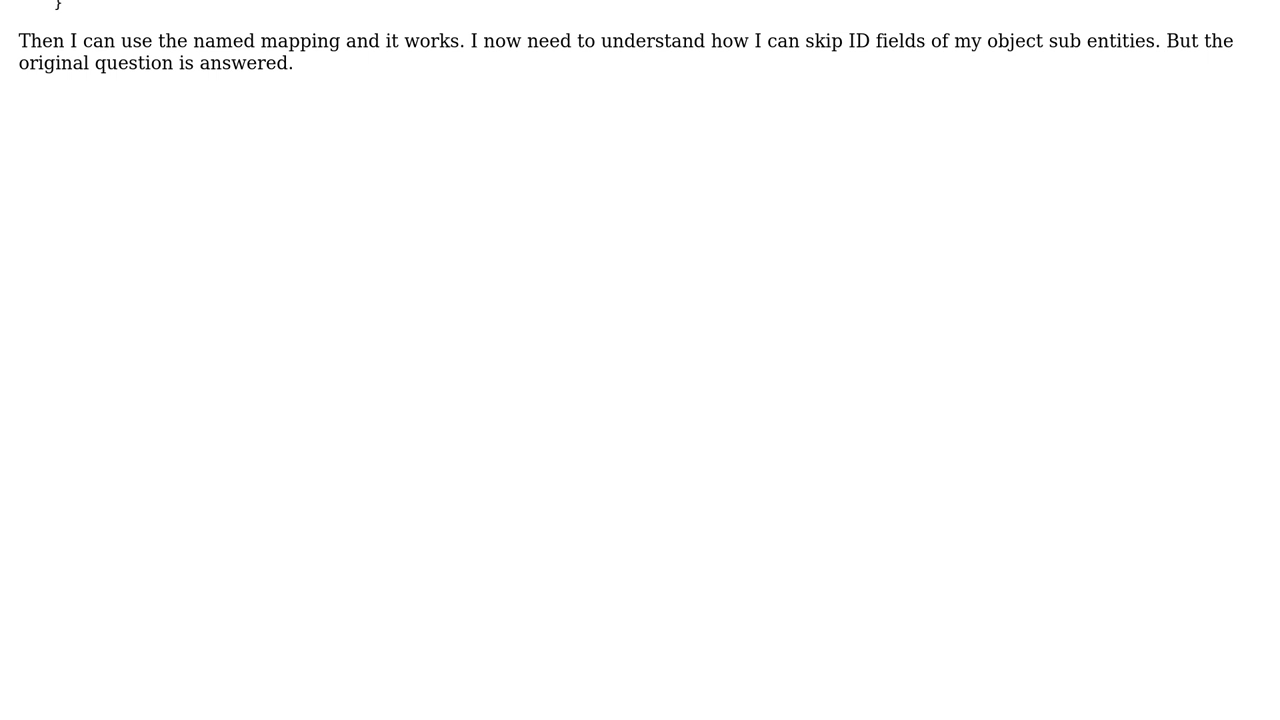 }
Then I can use the named mapping and it works. I now need to understand how I can skip ID fields of my object sub entities. But the
original question is answered.